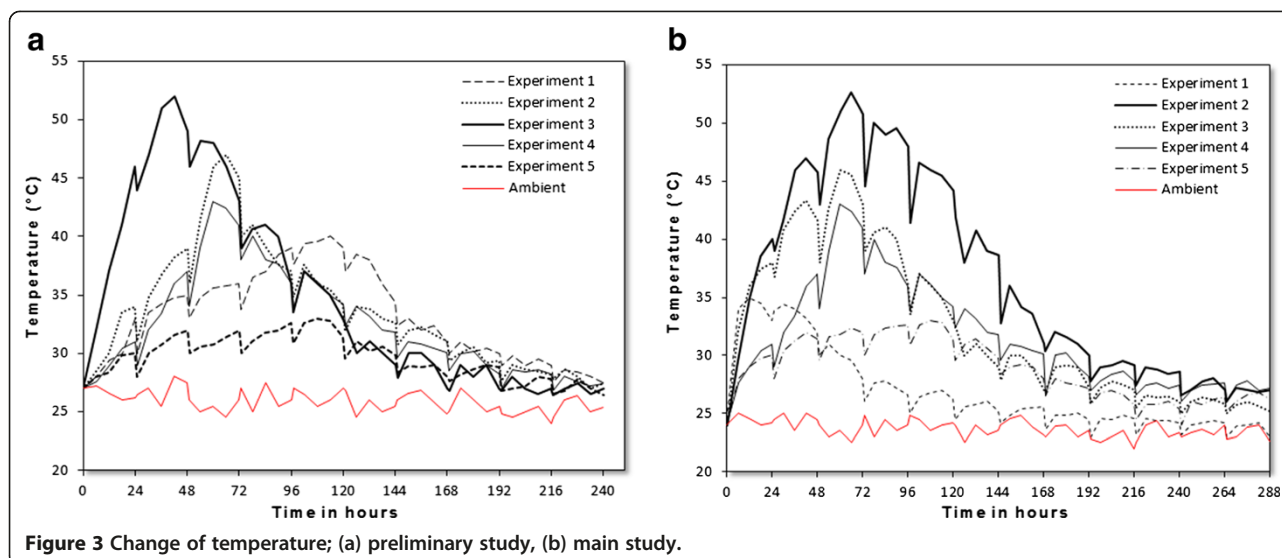 a
55
50
45
40
35
30
25
20
Temperature (°C)
Experiment 1
Experiment 2
Experiment 3
Experiment 4
Experiment 5
Ambient
0 24 48 72 96 120 144 168 192 216 240
Time in hours
b
55
50
45
40
35
30
25
20
Temperature (°C)
Experiment 1
Experiment 2
Experiment 3
Experiment 4
Experiment 5
Ambient
0 24 48 72 96 120 144 168 192 216 240 264 288
Time in hours
Figure 3 Change of temperature; (a) preliminary study, (b) main study.